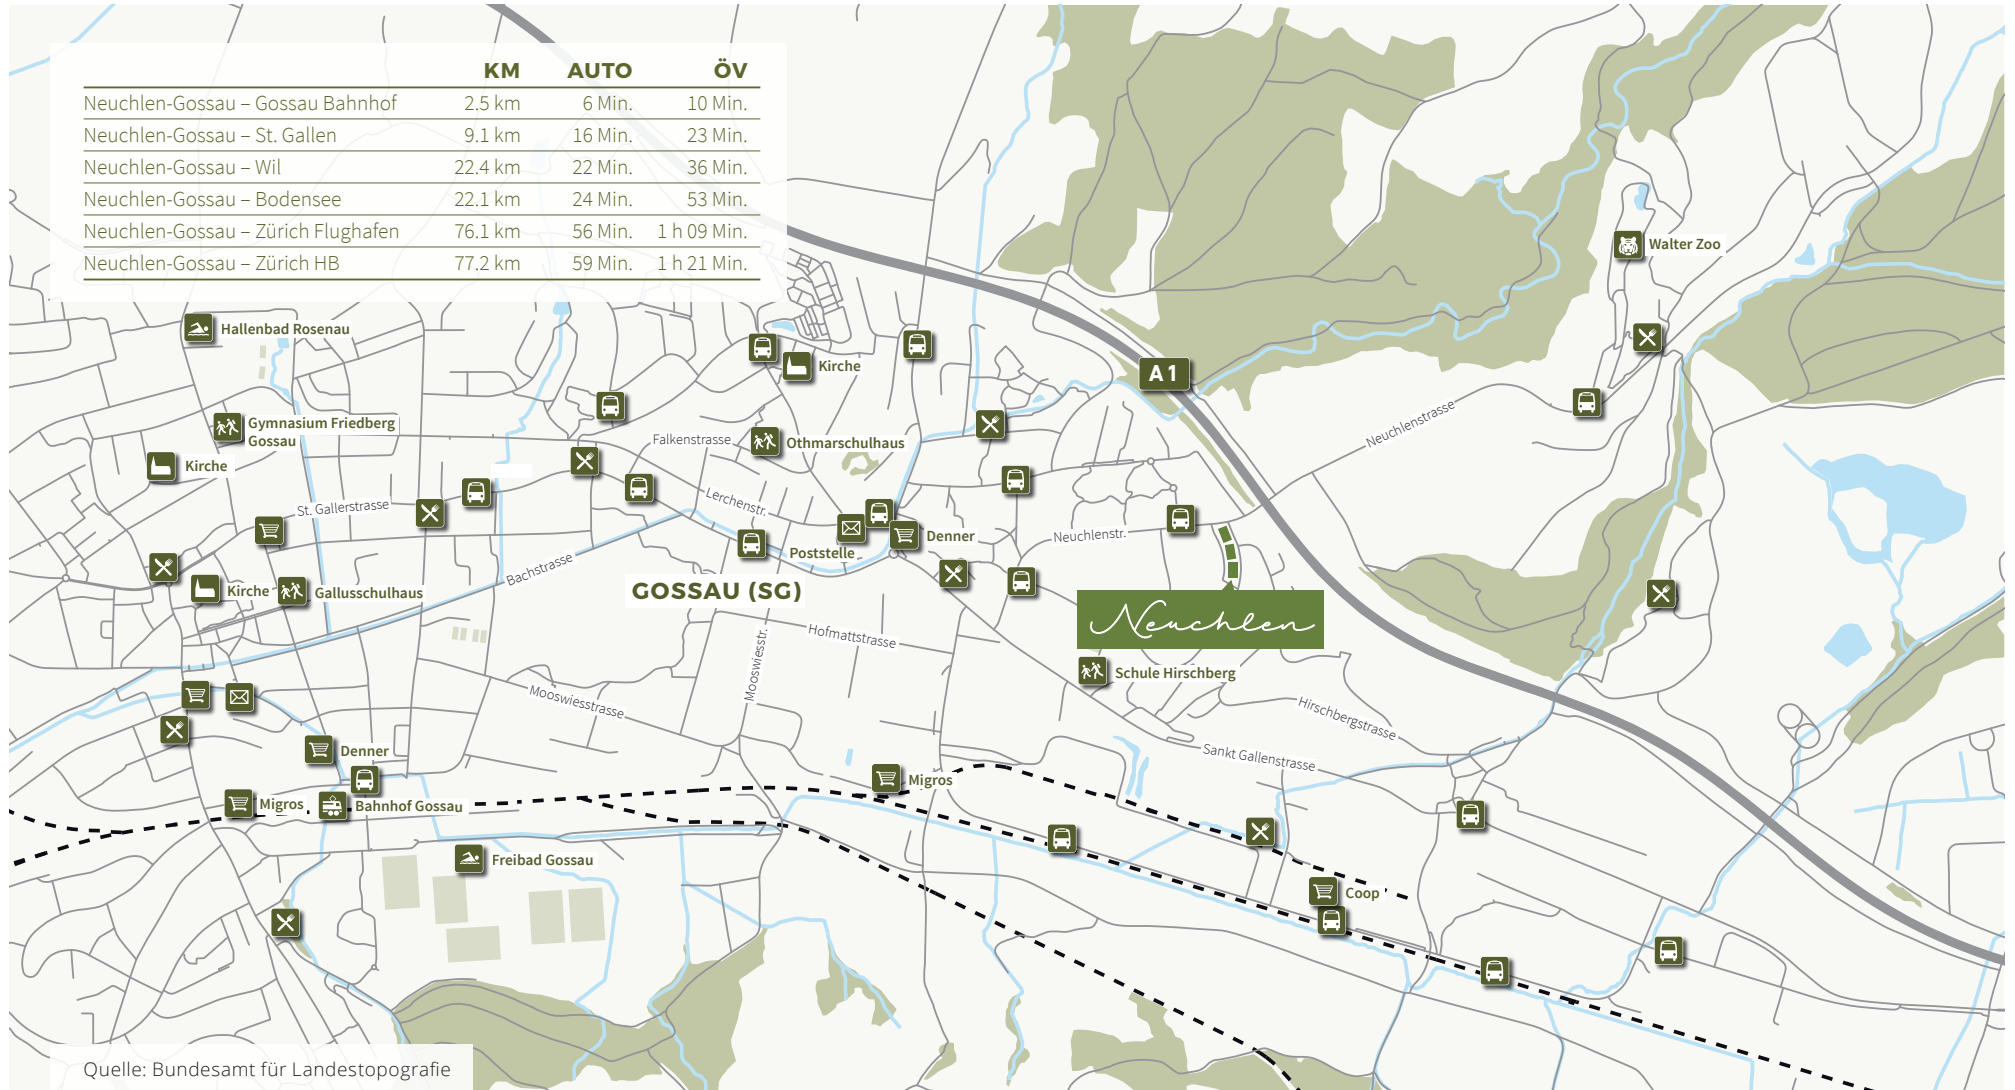 KM AUTO ÖV
Neuchlen-Gossau – Gossau Bahnhof 2.5 km 6 Min. 10 Min.
Neuchlen-Gossau – St. Gallen 9.1 km 16 Min. 23 Min.
Neuchlen-Gossau – Wil 22.4 km 22 Min. 36 Min.
Neuchlen-Gossau – Bodensee 22.1 km 24 Min. 53 Min.
Neuchlen-Gossau – Zürich Flughafen 76.1 km 56 Min. 1 h 09 Min.
Neuchlen-Gossau – Zürich HB 77.2 km 59 Min. 1 h 21 Min.
Walter Zoo
Hallenbad Rosenau
Kirche
A1
Neuchlenstrasse
Gymnasium Friedberg
Gossau
Falkenstrasse
Othmarschulhaus
Kirche
St. Gallerstrasse
Lerchenstr.
Denner
Neuchlenstr.
Poststelle
Bachstrasse
Kirche
Gallusschulhaus
GOSSAU (SG)
Neuchlen
Hofmattstrasse
Mooswiesstr.
Schule Hirschberg
Mooswiesstrasse
Hirschbergstrasse
Sankt Gallenstrasse
Denner
Migros
Migros
Bahnhof Gossau
Freibad Gossau
Coop
Quelle: Bundesamt für Landestopografie